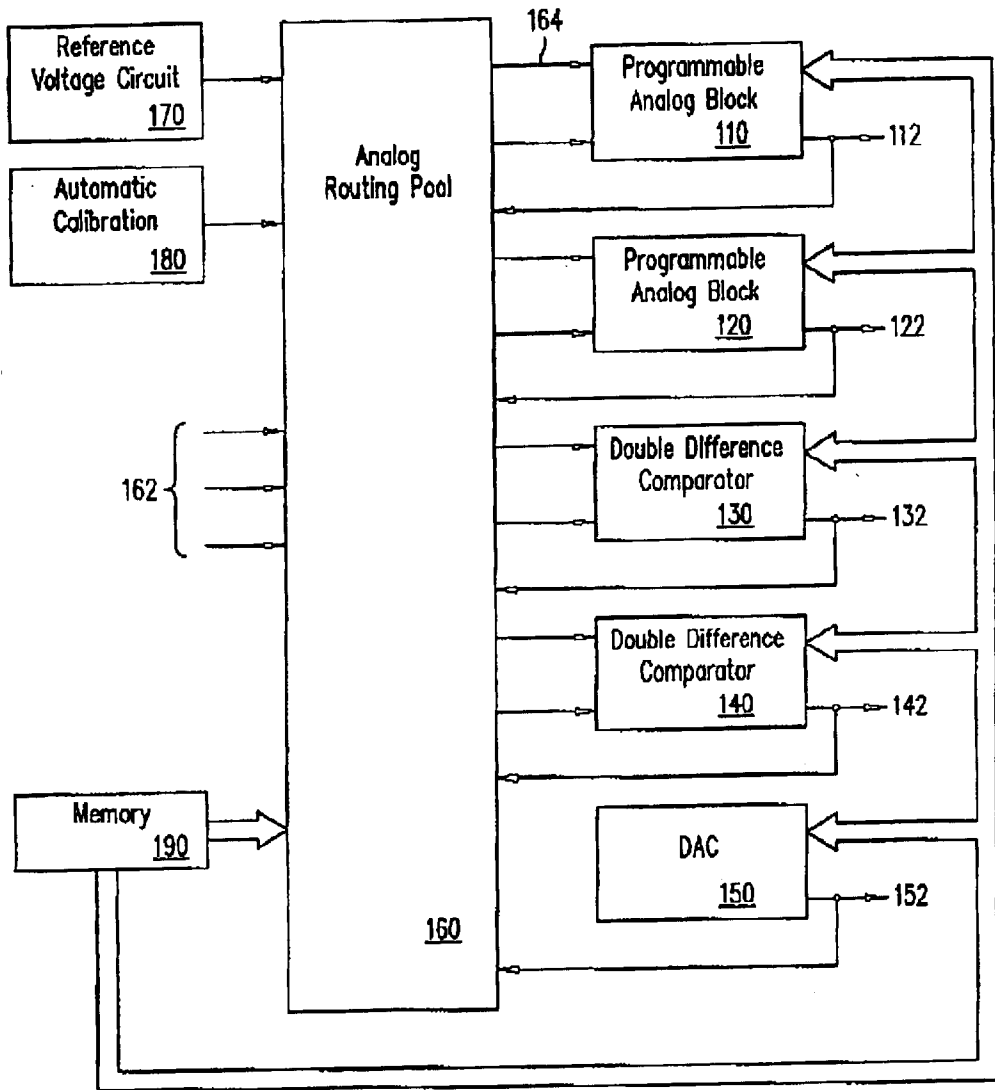 Reference
Voltage Circuit
170
Automatic
Calibration
180
162
Memory
190
Analog
Routing Pool
160
164
Programmable
Analog Block
110
112
Programmable
Analog Block
120
122
Double Difference
Comparator
130
132
Double Difference
Comparator
140
142
DAC
150
152